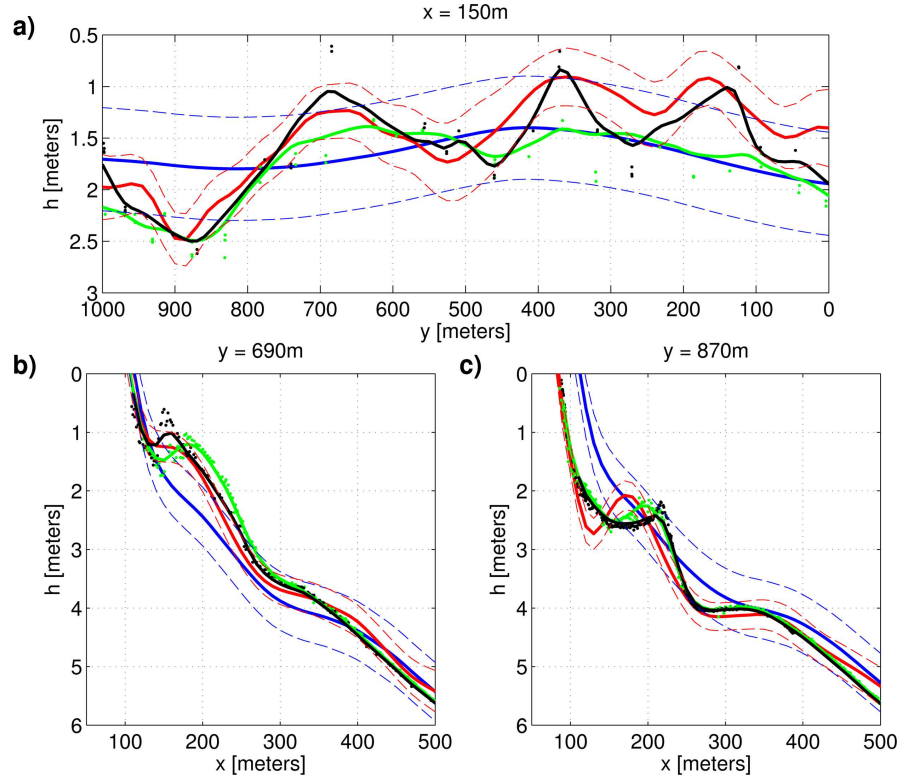 x = 150m
a)
0.5
1
1.5
2
2.5
3
h [meters]
1000 900 800 700 600 500 400 300 200 100 0
y [meters]
b)
y = 690m
0
1
2
3
4
5
6
h [meters]
100 200 300 400 500
x [meters]
c)
y = 870m
0
1
2
3
4
5
6
h [meters]
100 200 300 400 500
x [meters]